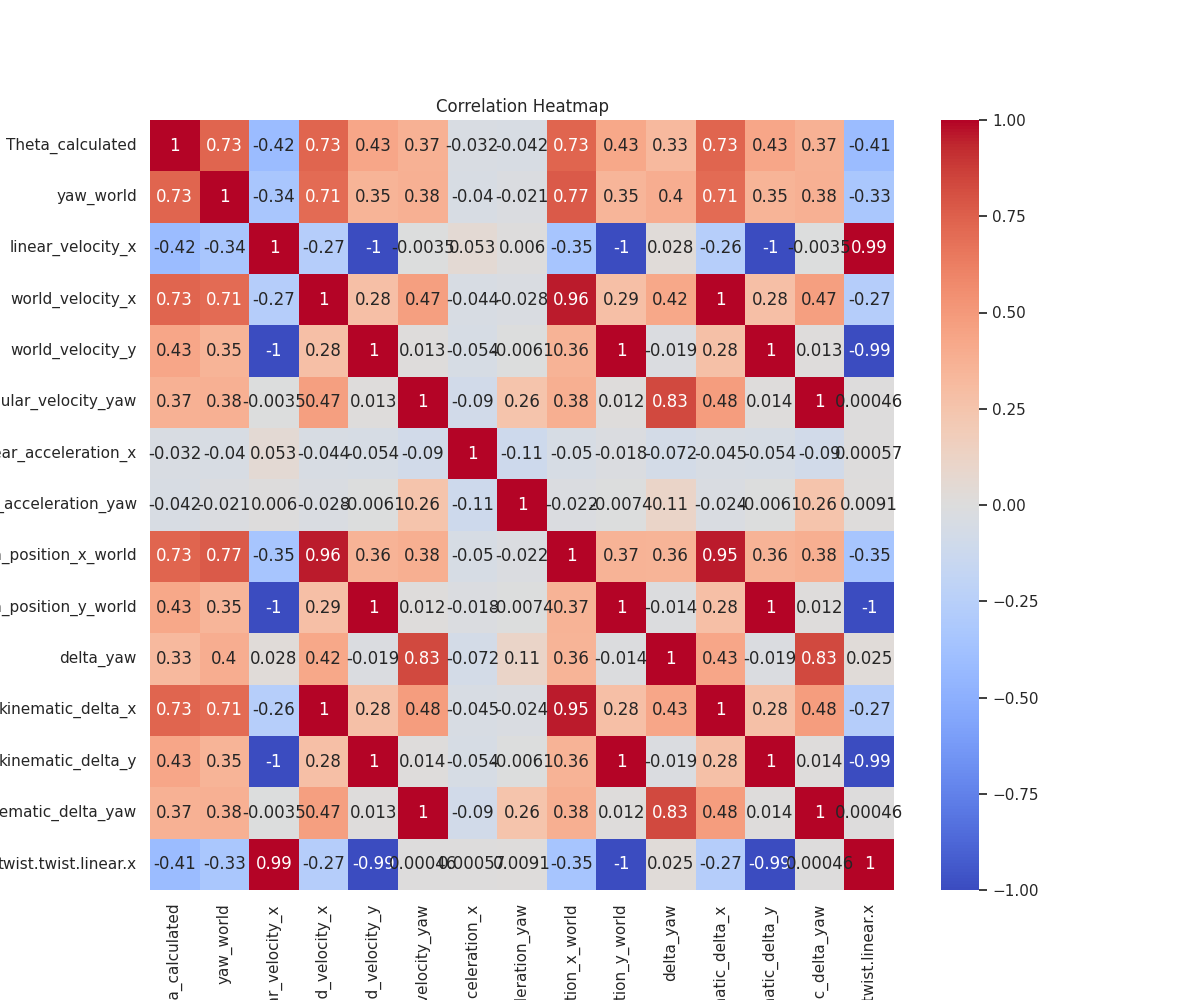 Correlation Heatmap
Theta_calculated 1 0.73 -0.42 0.73 0.43 0.37 -0.032 -0.042 0.73 0.43 0.33 0.73 0.43 0.37 -0.41
yaw_world 0.73 1 -0.34 0.71 0.35 0.38 -0.04 -0.021 0.77 0.35 0.4 0.71 0.35 0.38 -0.33
linear_velocity_x -0.42 -0.34 1 -0.27 -1 -0.0035 0.053 0.006 -0.35 -1 0.028 -0.26 -1 -0.0035 0.99
world_velocity_x 0.73 0.71 -0.27 1 0.28 0.47 -0.044 -0.028 0.96 0.29 0.42 1 0.28 0.47 -0.27
world_velocity_y 0.43 0.35 -1 0.28 1 0.013 -0.054 -0.0061 0.36 1 -0.019 0.28 1 0.013 -0.99
ular_velocity_yaw 0.37 0.38 -0.0035 0.47 0.013 1 -0.09 0.26 0.38 0.012 0.83 0.48 0.014 1 0.00046
ear_acceleration_x -0.032 -0.04 0.053 -0.044 -0.054 -0.09 1 -0.11 -0.05 -0.018 -0.072 -0.045 -0.054 -0.09 0.00057
_acceleration_yaw -0.042 -0.021 0.006 -0.028 -0.0061 0.26 -0.11 1 -0.022 -0.0074 0.11 -0.024 -0.0061 0.26 0.0091
a_position_x_world 0.73 0.77 -0.35 0.96 0.36 0.38 -0.05 -0.022 1 0.37 0.36 0.95 0.36 0.38 -0.35
a_position_y_world 0.43 0.35 -1 0.29 1 0.012 -0.018 -0.0074 0.37 1 -0.014 0.28 1 0.012 -1
delta_yaw 0.33 0.4 0.028 0.42 -0.019 0.83 -0.072 0.11 0.36 -0.014 1 0.43 -0.019 0.83 0.025
kinematic_delta_x 0.73 0.71 -0.26 1 0.28 0.48 -0.045 -0.024 0.95 0.28 0.43 1 0.28 0.48 -0.27
kinematic_delta_y 0.43 0.35 -1 0.28 1 0.014 -0.054 -0.0061 0.36 1 -0.019 0.28 1 0.014 -0.99
ematic_delta_yaw 0.37 0.38 -0.0035 0.47 0.013 1 -0.09 0.26 0.38 0.012 0.83 0.48 0.014 1 0.00046
twist.twist.linear.x -0.41 -0.33 0.99 -0.27 -0.99 0.00046 0.00057 0.0091 -0.35 -1 0.025 -0.27 -0.99 0.00046 1
a_calculated
yaw_world
ar_velocity_x
d_velocity_x
d_velocity_y
velocity_yaw
celeration_x
leration_yaw
tion_x_world
tion_y_world
delta_yaw
natic_delta_x
natic_delta_y
c_delta_yaw
twist.linear.x
1.00
0.75
0.50
0.25
0.00
−0.25
−0.50
−0.75
−1.00